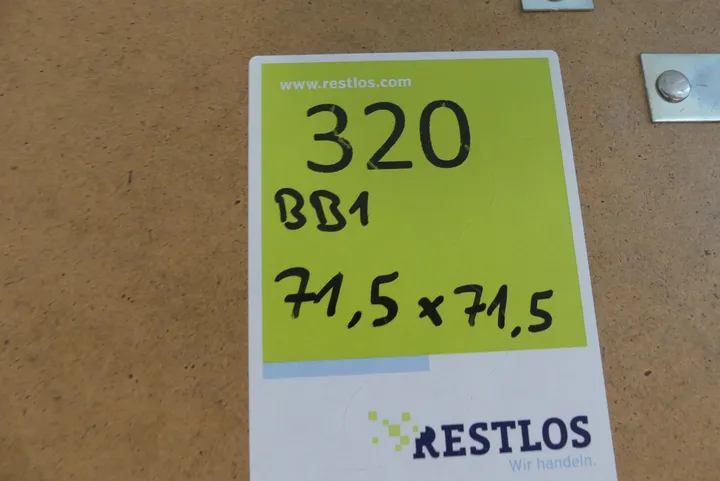 www.restlos.com
320
BB1
71,5 x 71,5
RESTLOS
Wir handeln.